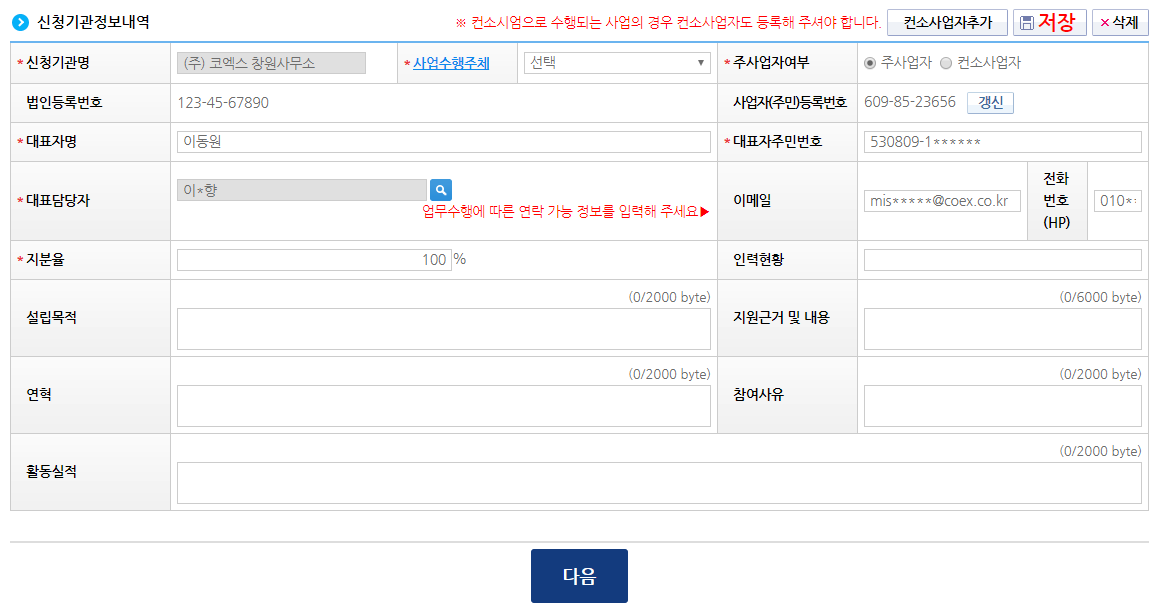 신청기관정보내역
※ 컨소시엄으로 수행되는 사업의 경우 컨소사업자도 등록해 주셔야 합니다. 컨소사업자추가 저장 × 삭제
* 신청기관명 (주) 코엑스 창원사무소 * 사업수행주체 선택 * 주사업자여부 주사업자 컨소사업자
법인등록번호 123-45-67890 사업자(주민)등록번호 609-85-23656 갱신
* 대표자명 이동원 * 대표자주민번호 530809-1******
* 대표담당자 이*향 이메일 mis*****@coex.co.kr 전화 번호 (HP) 010*
업무수행에 따른 연락 가능 정보를 입력해 주세요▶
* 지분율 100 % 인력현황
설립목적 (0/2000 byte) 지원근거 및 내용 (0/6000 byte)
연혁 (0/2000 byte) 참여사유 (0/2000 byte)
활동실적 (0/2000 byte)
다음